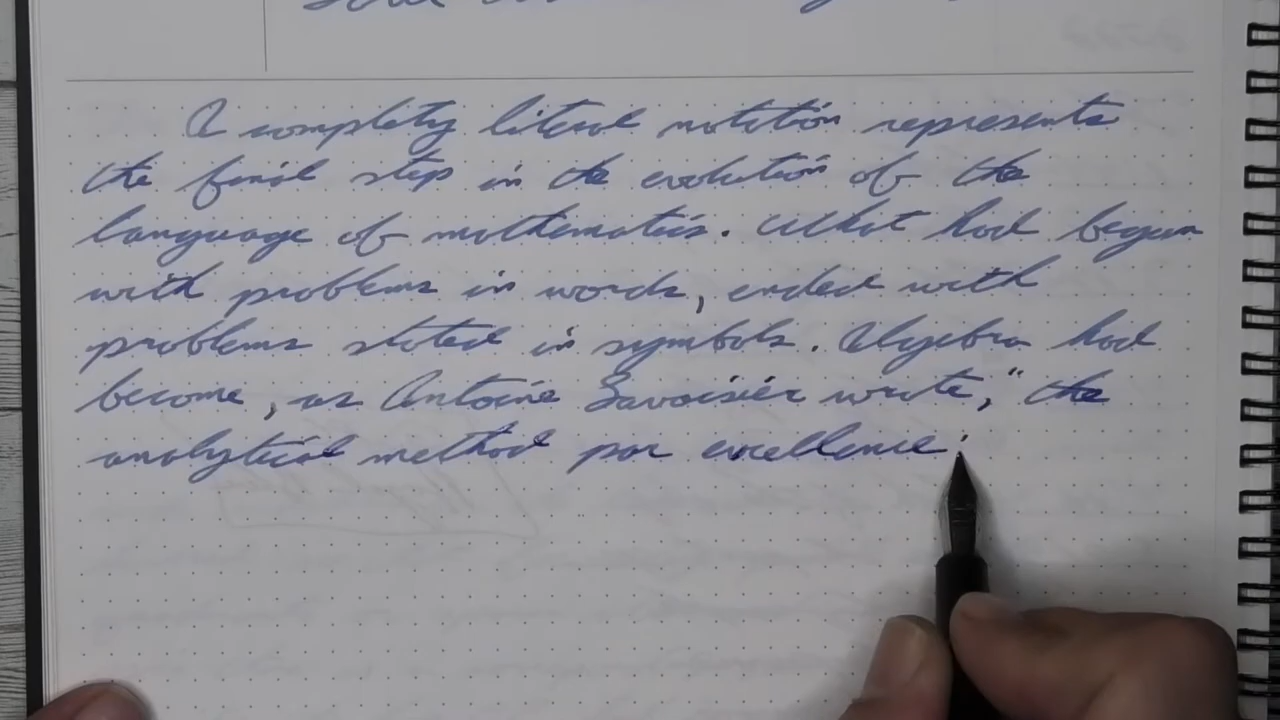 A complety literal notation represents
the final step in the evolution of the
language of mathematics. What had begun
with problems in words, ended with
problems stated in symbols. Algebra had
become, as Antoine Lavoisier wrote, " the
analytical method par excellence.